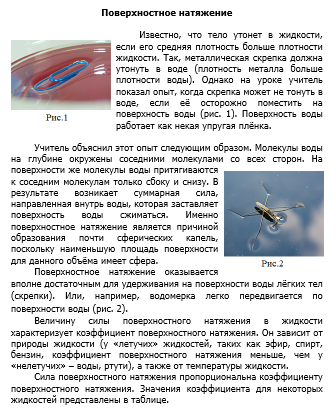 Поверхностное натяжение
Известно, что тело утонет в жидкости,
если его средняя плотность больше плотности
жидкости. Так, металлическая скрепка должна
утонуть в воде (плотность металла больше
плотности воды). Однако на уроке учитель
показал опыт, когда скрепка может не тонуть в
воде, если её осторожно поместить на
поверхность воды (рис. 1). Поверхность воды
работает как некая упругая плёнка.
Рис.1
Учитель объяснил этот опыт следующим образом. Молекулы воды
на глубине окружены соседними молекулами со всех сторон. На
поверхности же молекулы воды притягиваются
к соседним молекулам только сбоку и снизу. В
результате возникает суммарная сила,
направленная внутрь воды, которая заставляет
поверхность воды сжиматься. Именно
поверхностное натяжение является причиной
образования почти сферических капель,
поскольку наименьшую площадь поверхности
для данного объёма имеет сфера.
Рис.2
Поверхностное натяжение оказывается
вполне достаточным для удерживания на поверхности воды лёгких тел
(скрепки). Или, например, водомерка легко передвигается по
поверхности воды (рис. 2).
Величину силы поверхностного натяжения в жидкости
характеризует коэффициент поверхностного натяжения. Он зависит от
природы жидкости (у «летучих» жидкостей, таких как эфир, спирт,
бензин, коэффициент поверхностного натяжения меньше, чем у
«нелетучих» – воды, ртути), а также от температуры жидкости.
Сила поверхностного натяжения пропорциональна коэффициенту
поверхностного натяжения. Значения коэффициента для некоторых
жидкостей представлены в таблице.